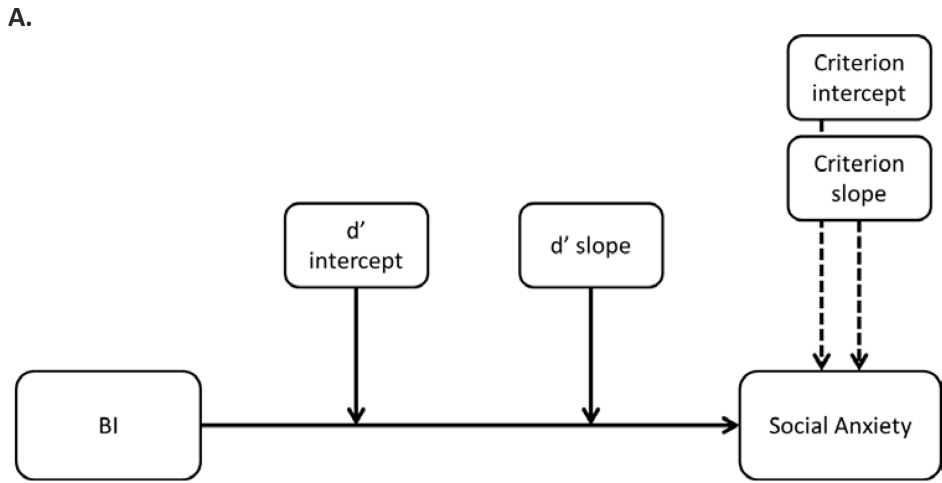 A.
Criterion
intercept
Criterion
slope
d’
intercept
d’ slope
BI
Social Anxiety